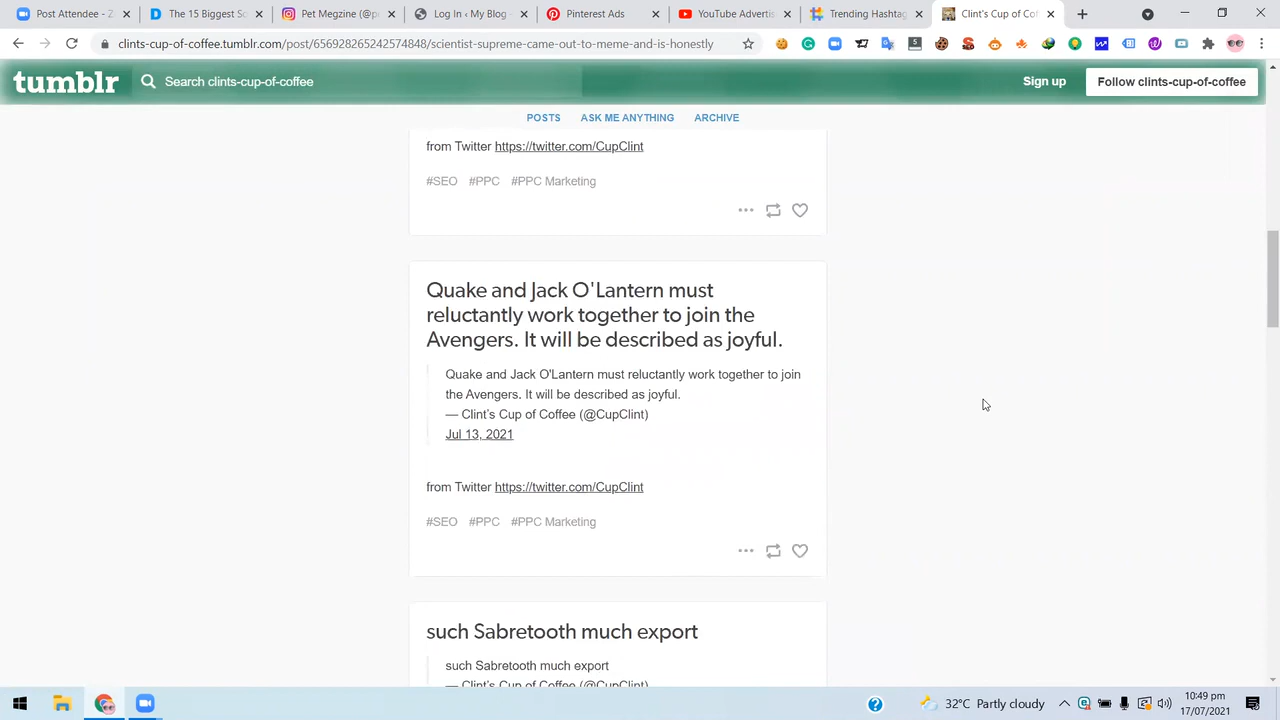 Post Attendee - Z
The 15 Biggest S
Pet Megzine (@p
Log In ‹ My Blog
Pinterest Ads
YouTube Advertis
Trending Hashtag
Clint's Cup of Cof
clints-cup-of-coffee.tumblr.com/post/656928265242574848/scientist-supreme-came-out-to-meme-and-is-honestly
tumblr
Search clints-cup-of-coffee
Sign up
Follow clints-cup-of-coffee
POSTS ASK ME ANYTHING ARCHIVE
from Twitter https://twitter.com/CupClint
#SEO #PPC #PPC Marketing
Quake and Jack O'Lantern must
reluctantly work together to join the
Avengers. It will be described as joyful.
Quake and Jack O'Lantern must reluctantly work together to join
the Avengers. It will be described as joyful.
— Clint's Cup of Coffee (@CupClint)
Jul 13, 2021
from Twitter https://twitter.com/CupClint
#SEO #PPC #PPC Marketing
such Sabretooth much export
such Sabretooth much export
— Clint's Cup of Coffee (@CupClint)
32°C Partly cloudy
10:49 pm
17/07/2021